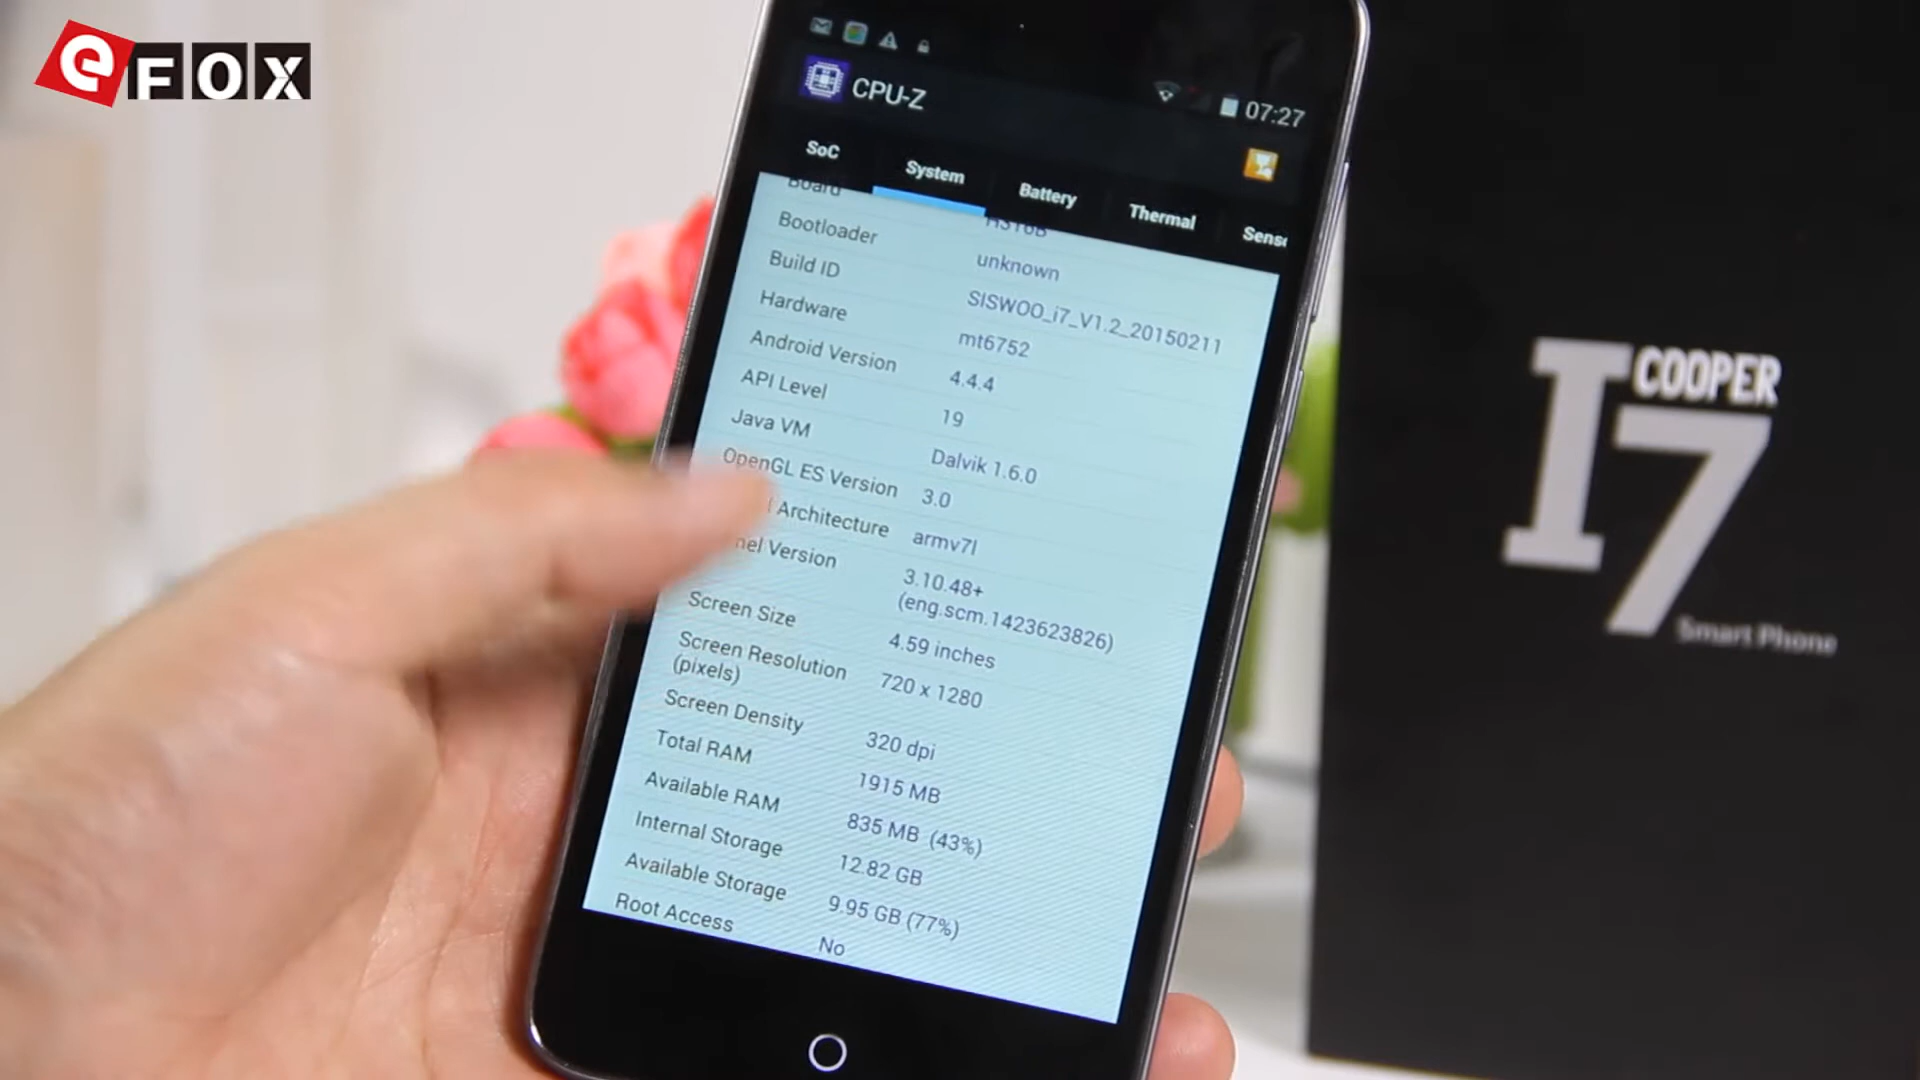 eFOX
07:27
CPU-Z
SoC
System
Battery
Thermal
Board
Bootloader unknown
Build ID SISWOO_i7_V1.2_20150211
Hardware mt6752
Android Version 4.4.4
API Level 19
Java VM Dalvik 1.6.0
OpenGL ES Version 3.0
Architecture armv7l
Version 3.10.48+
(eng.scm.1423623826)
Screen Size 4.59 inches
Screen Resolution 720 x 1280
(pixels)
Screen Density 320 dpi
Total RAM 1915 MB
Available RAM 835 MB (43%)
Internal Storage 12.82 GB
Available Storage 9.95 GB (77%)
Root Access No
COOPER
I7
Smart Phone